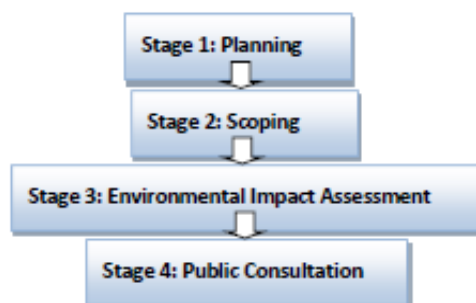 Stage 1: Planning
Stage 2: Scoping
Stage 3: Environmental Impact Assessment
Stage 4: Public Consultation